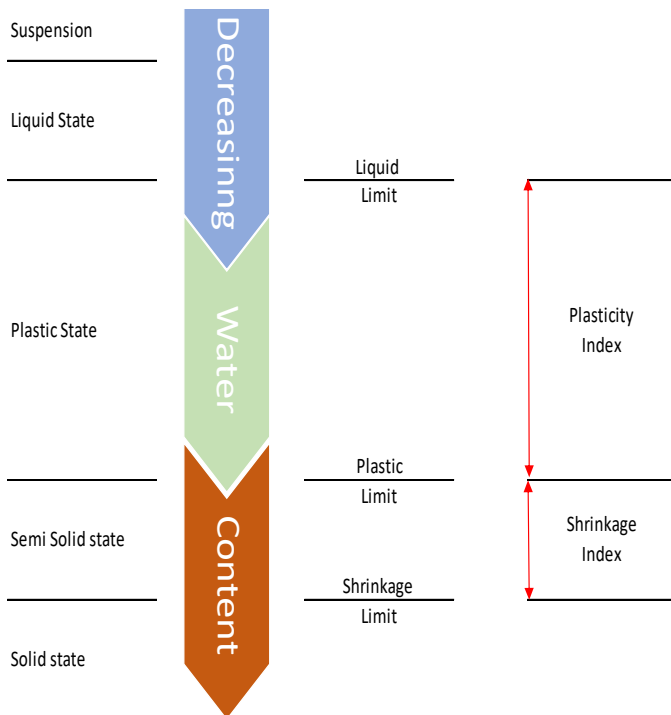 Suspension
Liquid State
Plastic State
Semi Solid state
Solid state
Decreasinng
Water
Content
Liquid
Limit
Plastic
Limit
Shrinkage
Limit
Plasticity
Index
Shrinkage
Index